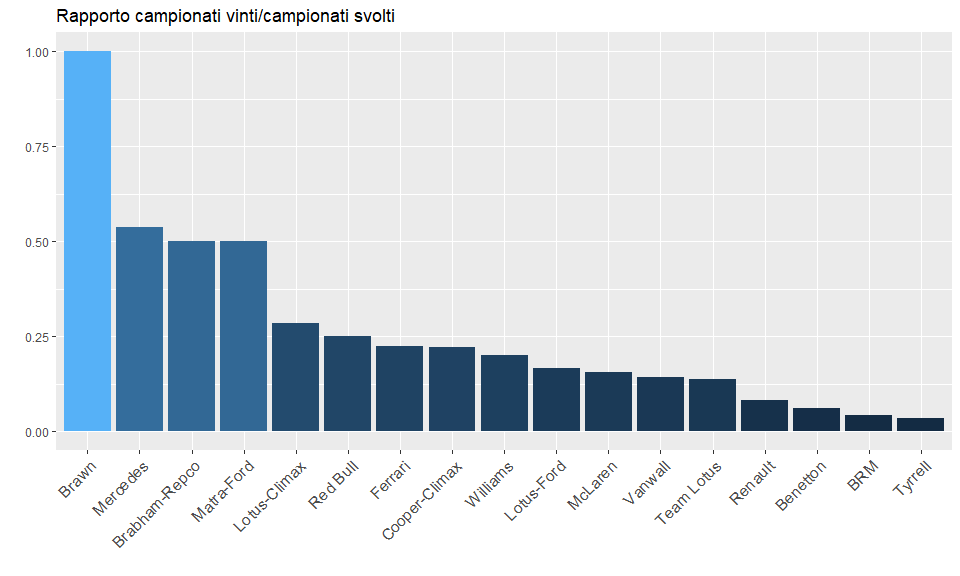 Rapporto campionati vinti/campionati svolti
1.00
0.75
0.50
0.25
0.00
Brawn
Mercedes
Brabham-Repco
Matra-Ford
Lotus-Climax
Red Bull
Ferrari
Cooper-Climax
Williams
Lotus-Ford
McLaren
Vanwall
Team Lotus
Renault
Benetton
BRM
Tyrrell